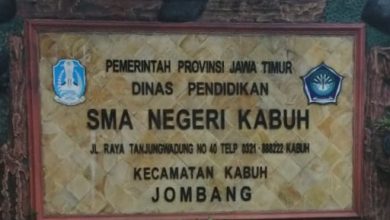 PEMERINTAH PROVINSI JAWA TIMUR
DINAS PENDIDIKAN
SMA NEGERI KABUH
JL. RAYA TANJUNGWADUNG NO 40 TELP 0321-888222 KABUH
KECAMATAN KABUH
JOMBANG